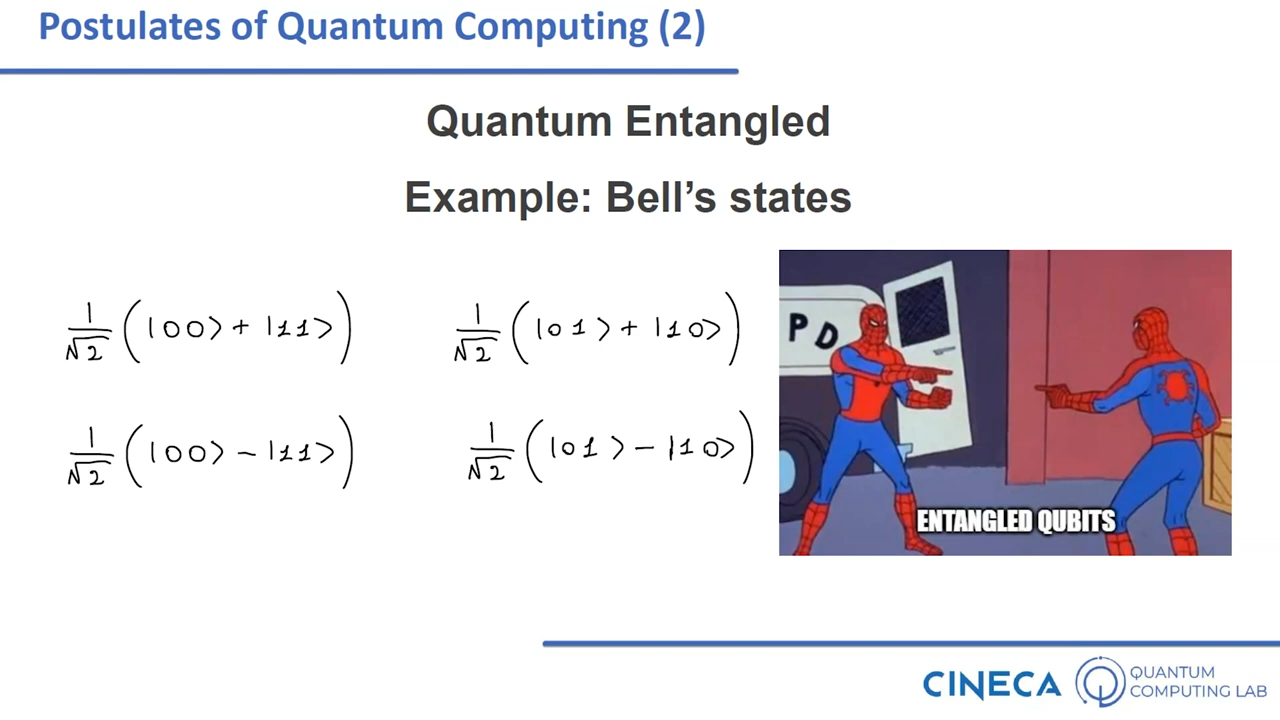 Postulates of Quantum Computing (2)
Quantum Entangled
Example: Bell's states
1/√2 (|00⟩ + |11⟩)
1/√2 (|01⟩ + |10⟩)
1/√2 (|00⟩ − |11⟩)
1/√2 (|01⟩ − |10⟩)
PD
ENTANGLED QUBITS
CINECA
QUANTUM
COMPUTING LAB